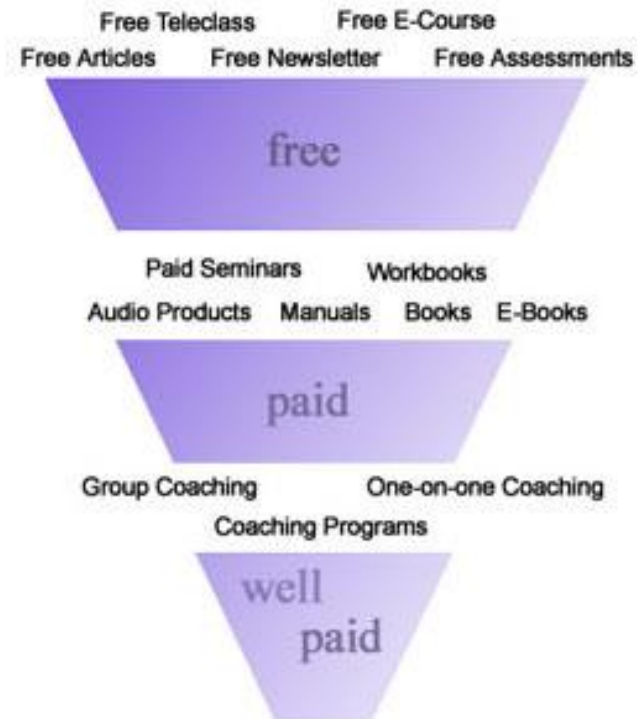 Free Teleclass Free E-Course
Free Articles Free Newsletter Free Assessments
free
Paid Seminars Workbooks
Audio Products Manuals Books E-Books
paid
Group Coaching One-on-one Coaching
Coaching Programs
well
paid